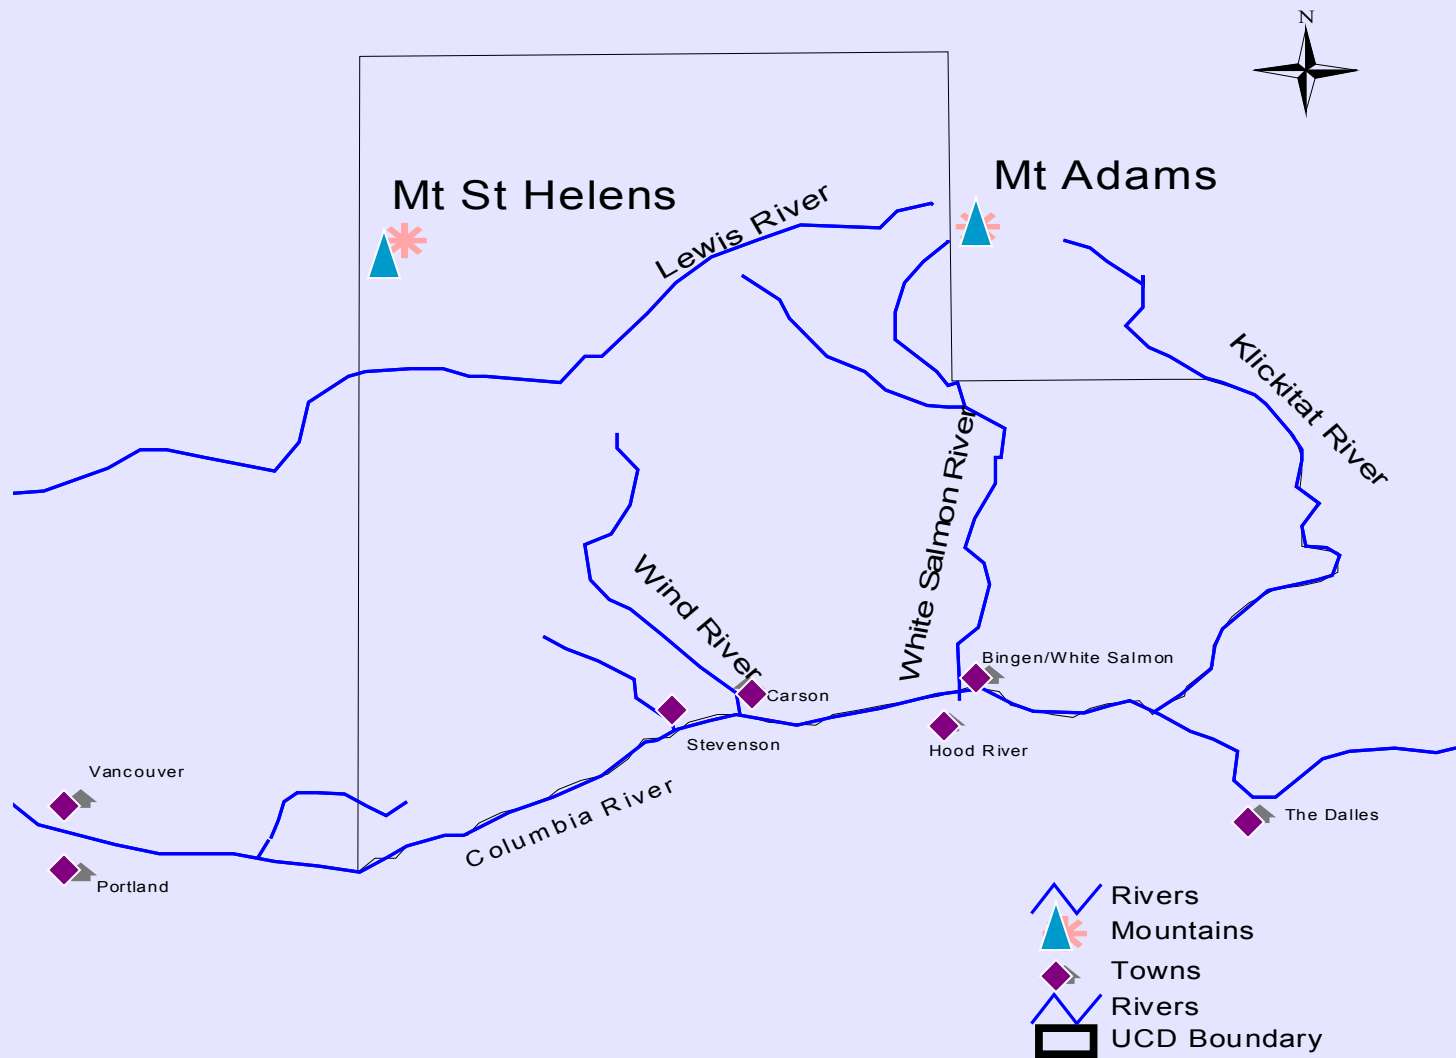 N
Mt Adams
Mt St Helens
Lewis River
Klickitat River
White Salmon River
Wind River
Bingen/White Salmon
Carson
Stevenson
Hood River
Vancouver
Columbia River
The Dalles
Portland
Rivers
Mountains
Towns
Rivers
UCD Boundary